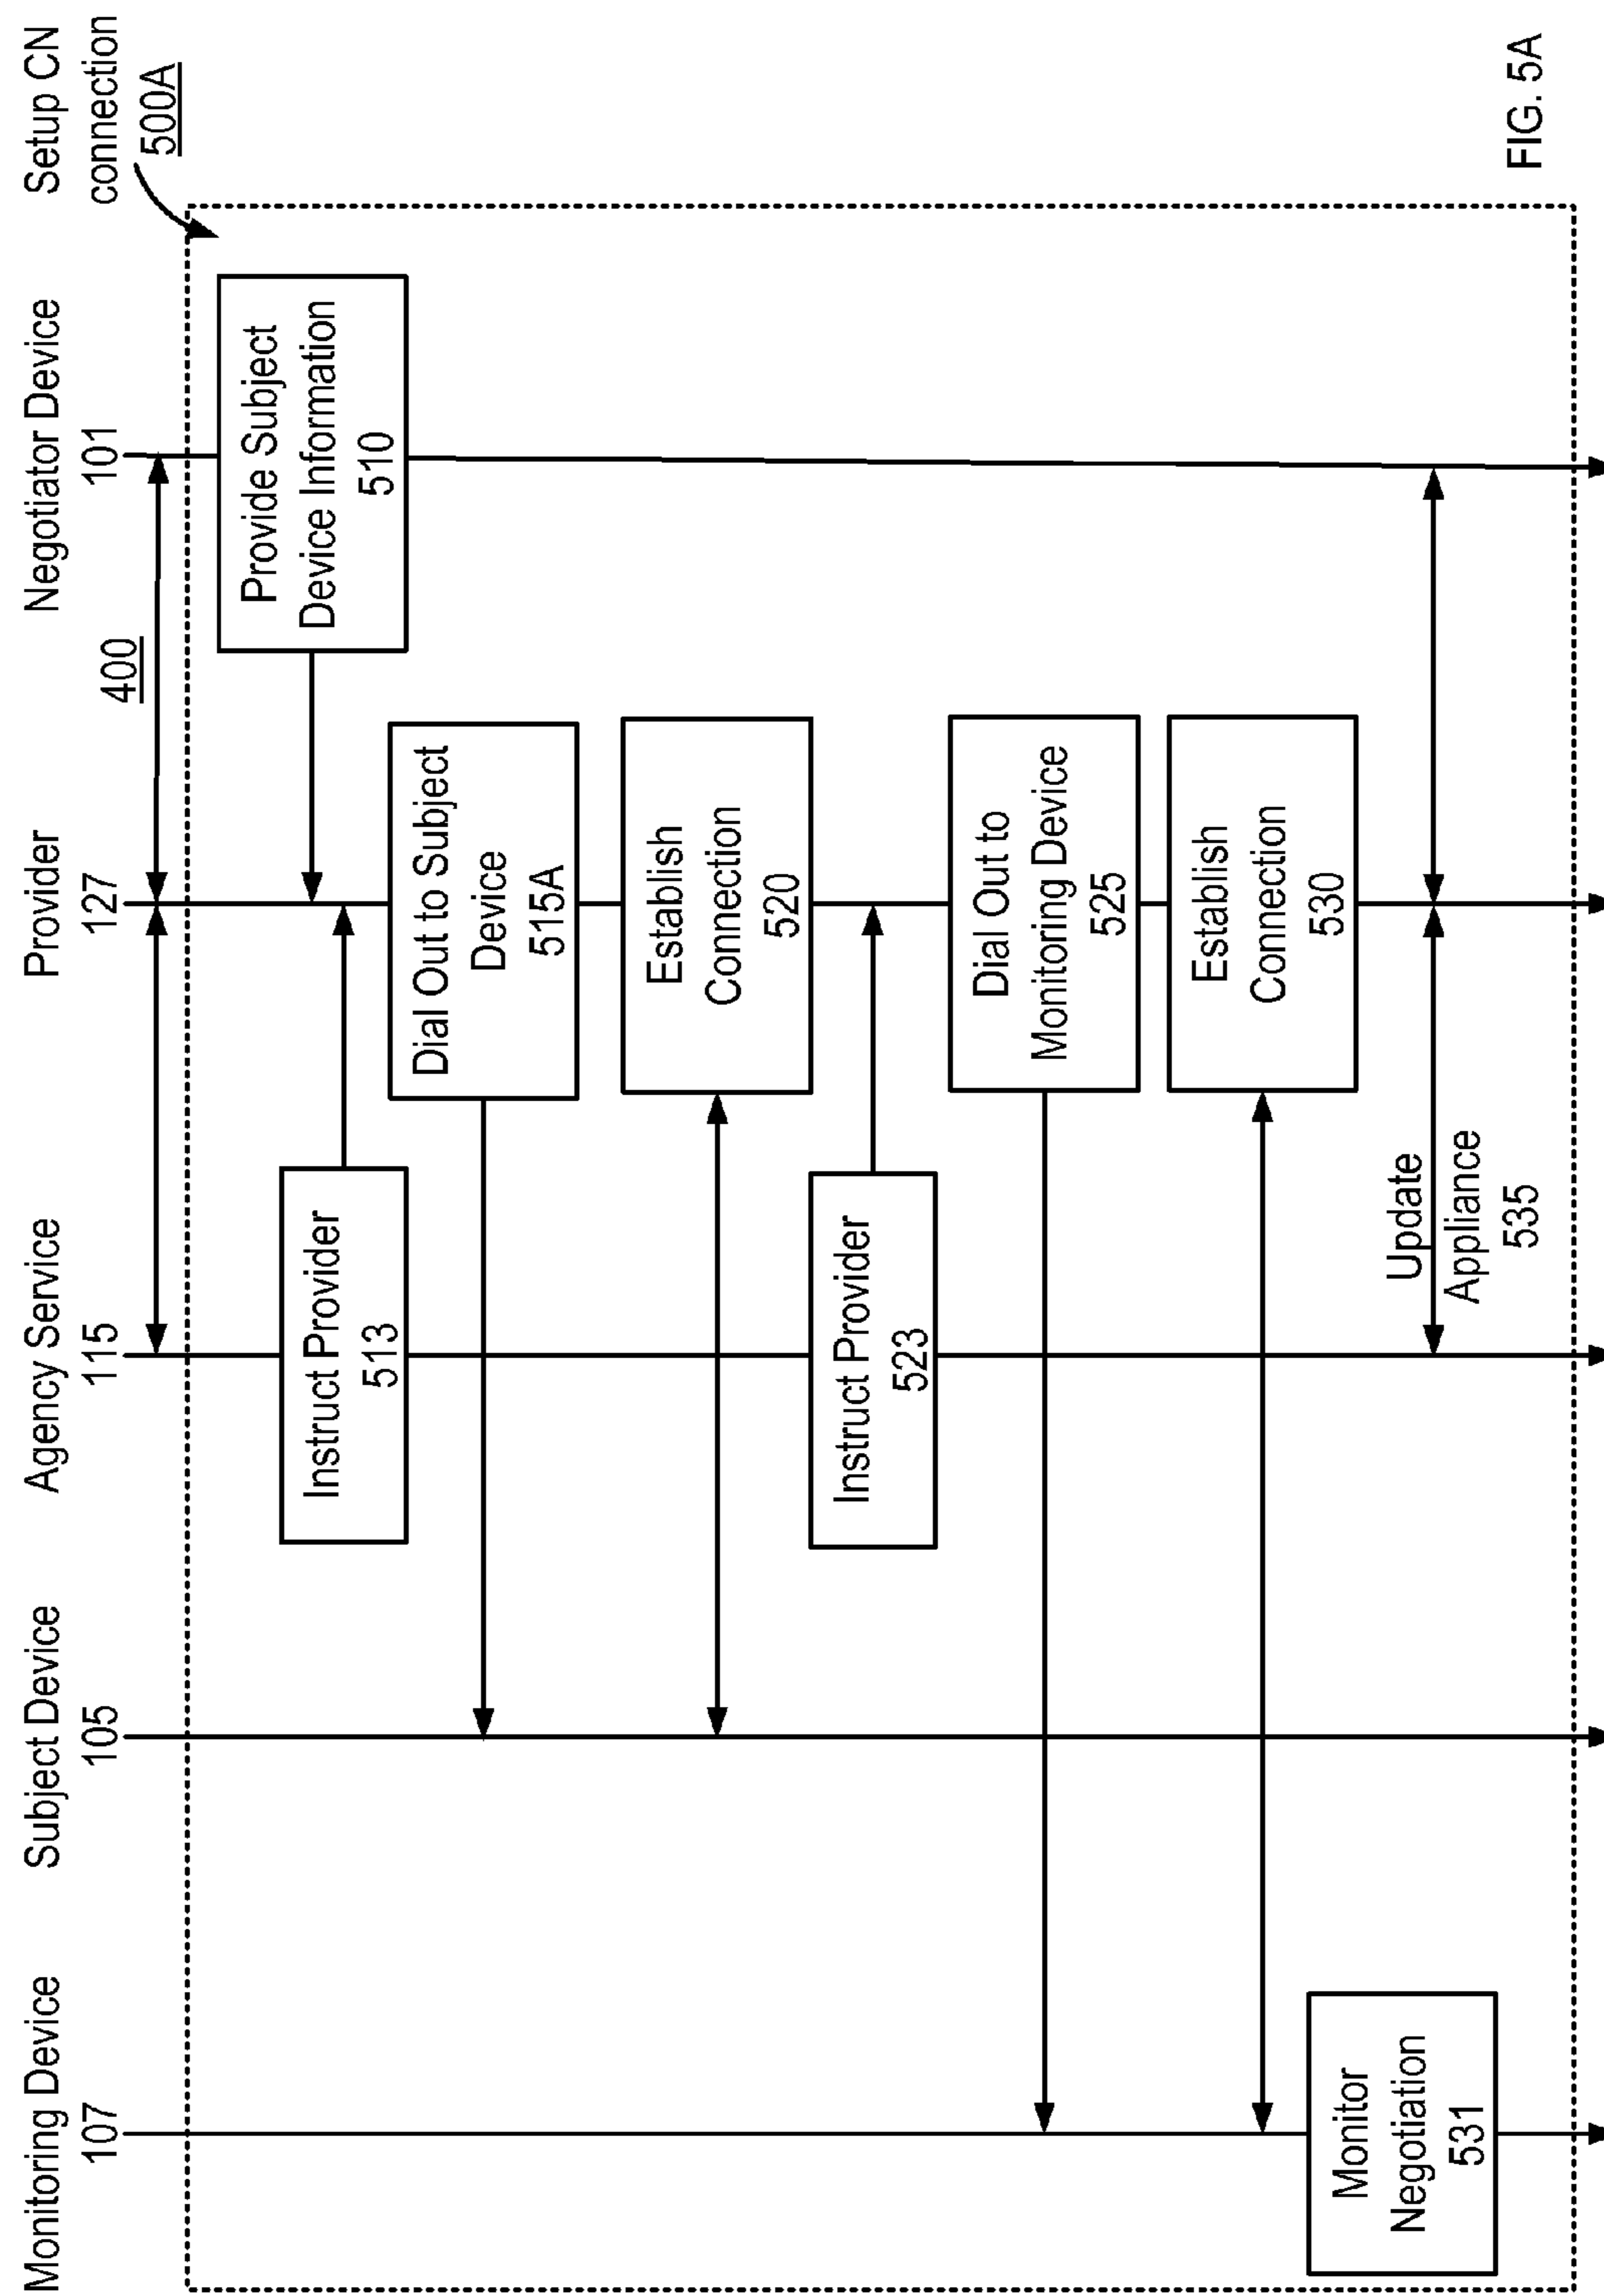 Monitoring Device
107
Subject Device
105
Agency Service
115
Provider
127
Negotiator Device
101
Setup CN
connection
500A
400
Provide Subject
Device Information
510
Instruct Provider
513
Dial Out to Subject
Device
515A
Establish
Connection
520
Instruct Provider
523
Dial Out to
Monitoring Device
525
Establish
Connection
530
Monitor
Negotiation
531
Update
Appliance
535
FIG. 5A